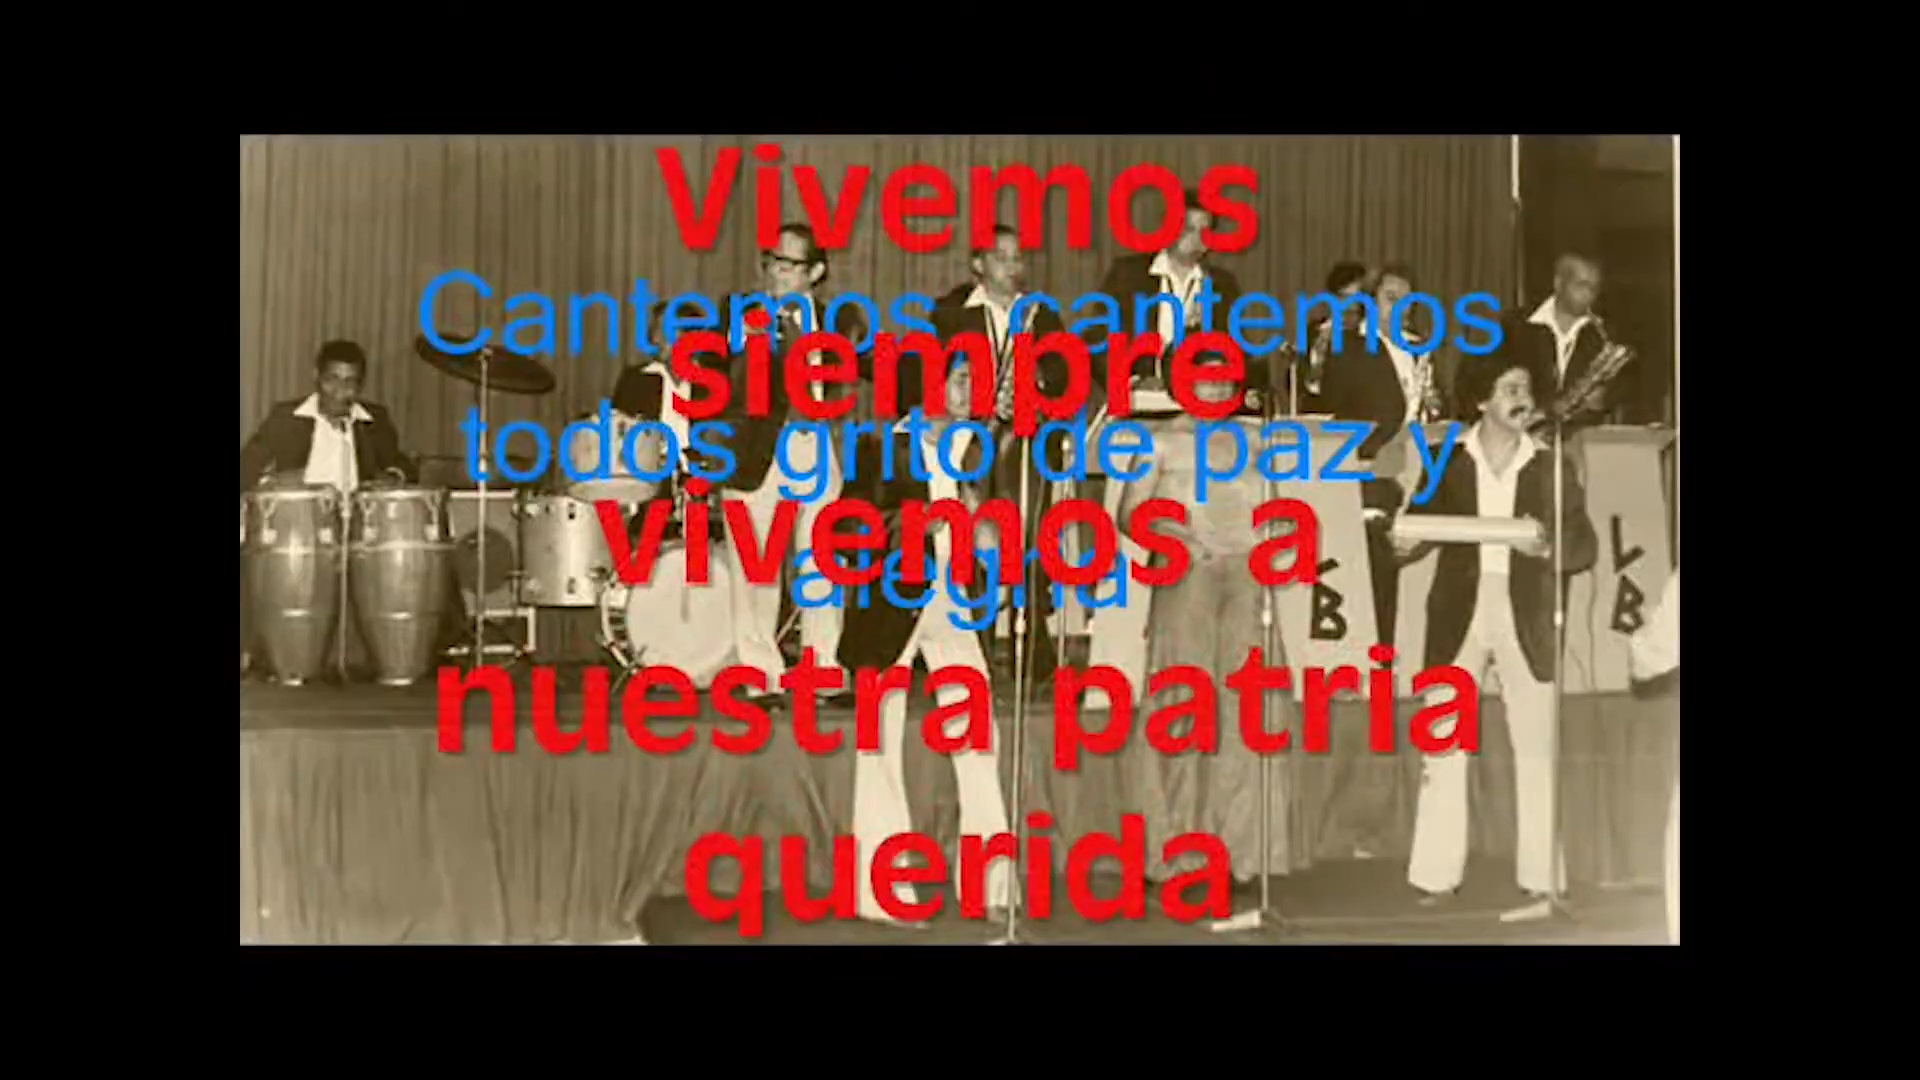 Vivemos
Cantemos, cantemos
siempre
todos grito de paz y
vivemos a
alegria
nuestra patria
querida
B
L
B